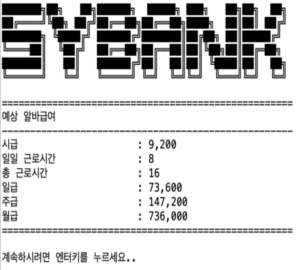 SYBANK
예상 알바급여
시급 : 9,200
일일 근로시간 : 8
총 근로시간 : 16
일급 : 73,600
주급 : 147,200
월급 : 736,000
계속하시려면 엔터키를 누르세요..